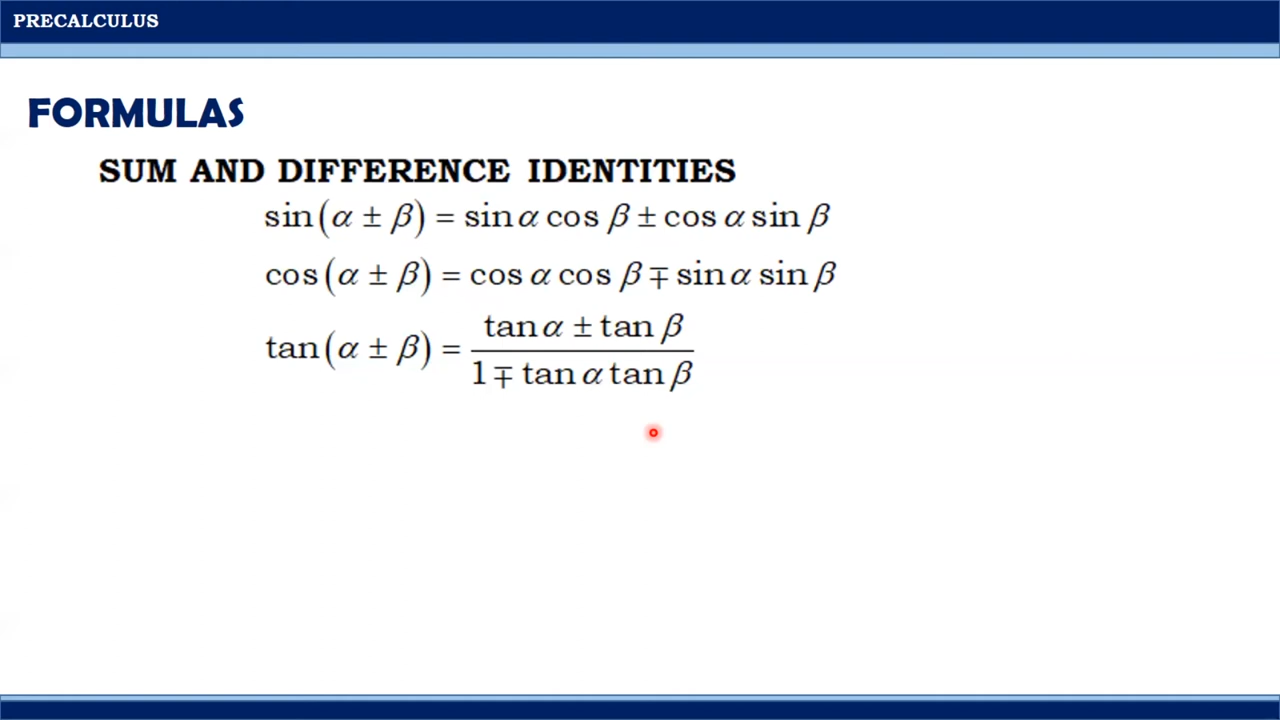 PRECALCULUS
FORMULAS
SUM AND DIFFERENCE IDENTITIES
sin(α ± β) = sin α cos β ± cos α sin β
cos(α ± β) = cos α cos β ∓ sin α sin β
tan(α ± β) = (tan α ± tan β) / (1 ∓ tan α tan β)